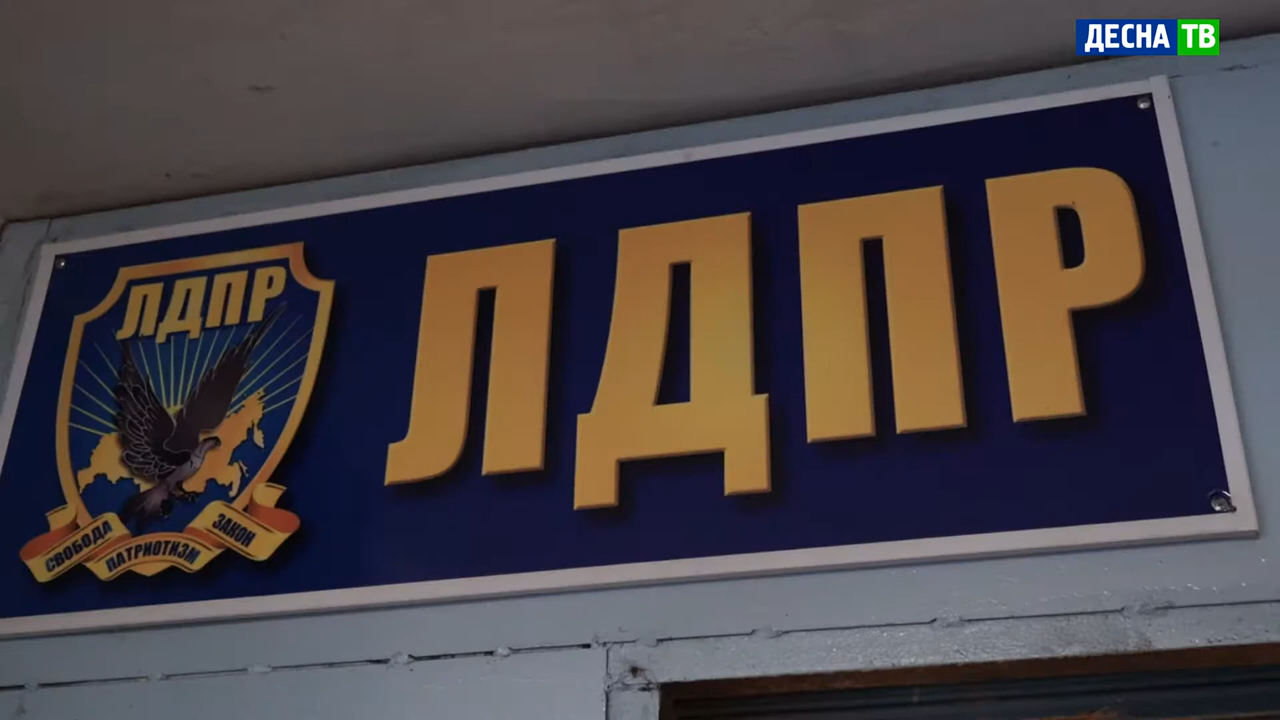 ДЕСНА ТВ
ЛДПР
ЛДПР
СВОБОДА
ПАТРИОТИЗМ
ЗАКОН